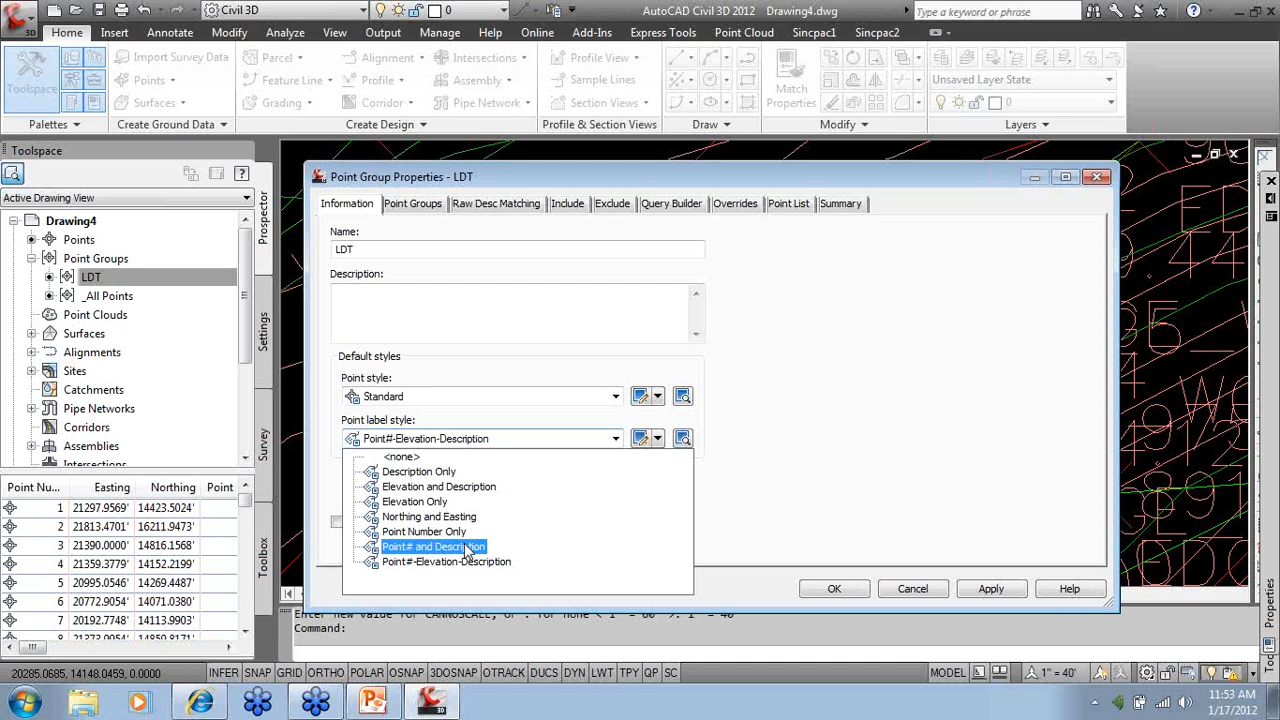 Civil 3D
0
AutoCAD Civil 3D 2012 Drawing4.dwg
Type a keyword or phrase
3D
Home Insert Annotate Modify Analyze View Output Manage Help Online Add-Ins Express Tools Point Cloud Sincpac1 Sincpac2
Toolspace
Import Survey Data
Points
Surfaces
Parcel
Feature Line
Grading
Alignment
Profile
Corridor
Intersections
Assembly
Pipe Network
Profile View
Sample Lines
Section Views
Match Properties
Unsaved Layer State
0
Palettes Create Ground Data Create Design Profile & Section Views Draw Modify Layers
Toolspace
Active Drawing View
Drawing4
Points
Point Groups
LDT
_All Points
Point Clouds
Surfaces
Alignments
Sites
Catchments
Pipe Networks
Corridors
Assemblies
Intersections
Prospector
Settings
Survey
Toolbox
Point Nu... Easting Northing Point
1 21297.9569' 14423.5024'
2 21813.4701' 16211.9473'
3 21390.0000' 14816.1568'
4 21359.3779' 14152.2199'
5 20995.0546' 14269.4487'
6 20772.9054' 14071.0380'
7 20192.7748' 14113.9903'
8 21373.9954' 14859.8171'
Point Group Properties - LDT
Information Point Groups Raw Desc Matching Include Exclude Query Builder Overrides Point List Summary
Name:
LDT
Description:
Default styles
Point style:
Standard
Point label style:
Point#-Elevation-Description
<none>
Description Only
Elevation and Description
Elevation Only
Northing and Easting
Point Number Only
Point# and Description
Point#-Elevation-Description
OK Cancel Apply Help
Command:
Properties
20285.0685, 14148.0459, 0.0000 INFER SNAP GRID ORTHO POLAR OSNAP 3DOSNAP OTRACK DUCS DYN LWT TPY QP SC MODEL 1" = 40'
11:53 AM
1/17/2012